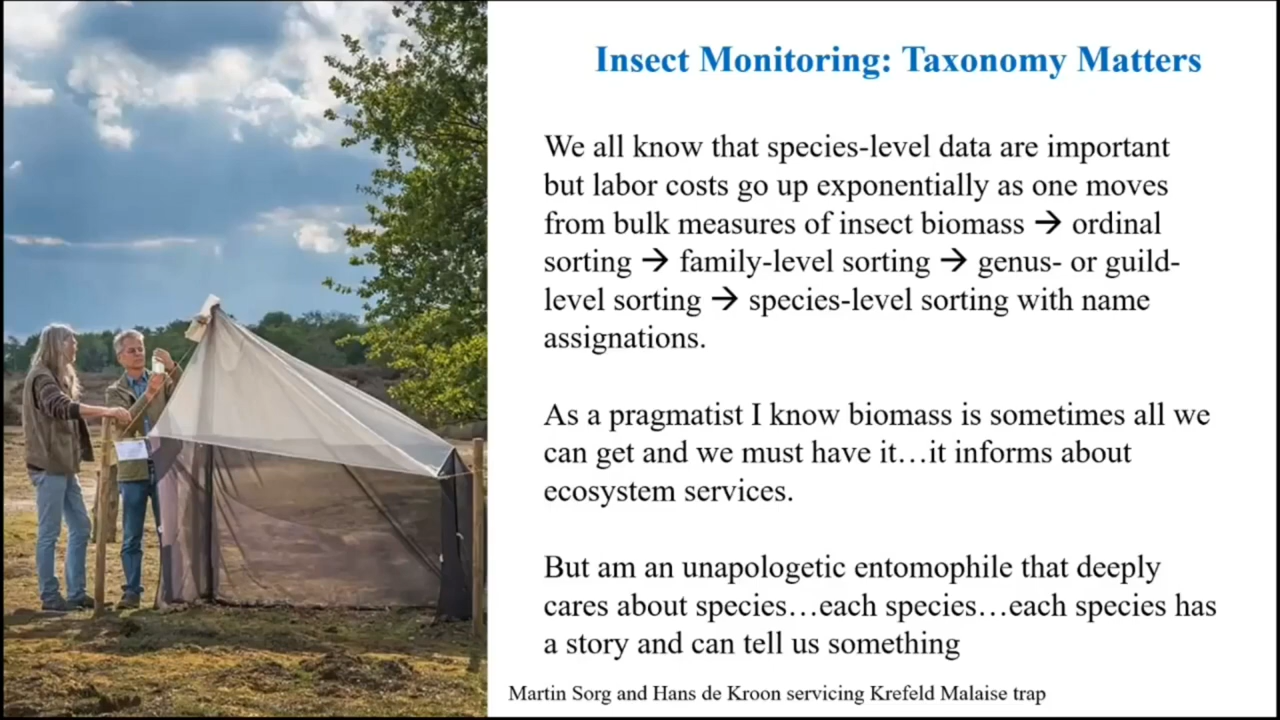 Insect Monitoring: Taxonomy Matters
We all know that species-level data are important
but labor costs go up exponentially as one moves
from bulk measures of insect biomass → ordinal
sorting → family-level sorting → genus- or guild-
level sorting → species-level sorting with name
assignations.
As a pragmatist I know biomass is sometimes all we
can get and we must have it…it informs about
ecosystem services.
But am an unapologetic entomophile that deeply
cares about species…each species…each species has
a story and can tell us something
Martin Sorg and Hans de Kroon servicing Krefeld Malaise trap